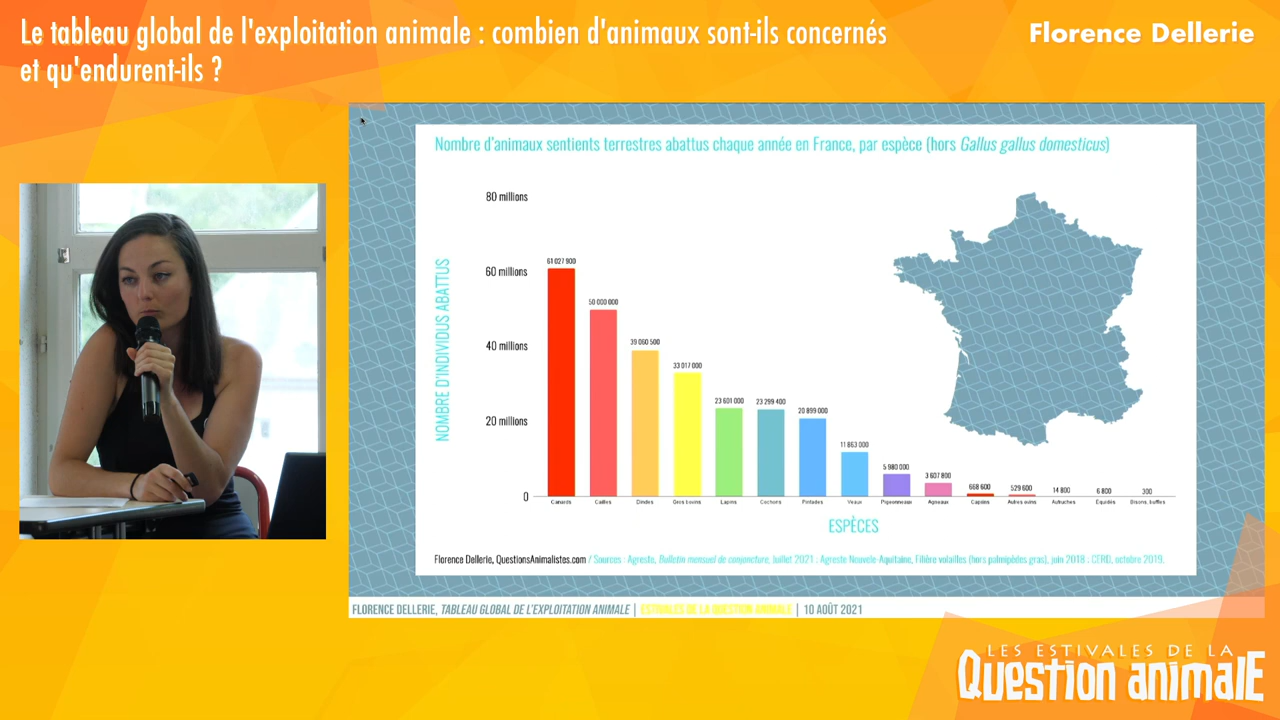 Le tableau global de l'exploitation animale : combien d'animaux sont-ils concernés
et qu'endurent-ils ?
Florence Dellerie
Nombre d'animaux sentients terrestres abattus chaque année en France, par espèce (hors Gallus gallus domesticus)
NOMBRE D'INDIVIDUS ABATTUS
80 millions
60 millions
40 millions
20 millions
0
61 027 900
50 000 000
39 060 500
33 017 000
23 601 000
23 299 400
20 899 000
11 863 000
5 980 000
3 607 800
668 600
529 600
14 800
6 800
300
Canards
Cailles
Dindes
Gros bovins
Lapins
Cochons
Pintades
Veaux
Pigeonneaux
Agneaux
Caprins
Autres ovins
Autruches
Équidés
Bisons, buffles
ESPÈCES
Florence Dellerie, QuestionsAnimalistes.com / Sources : Agreste, Bulletin mensuel de conjoncture, Juillet 2021 ; Agreste Nouvelle-Aquitaine, Filière volailles (hors palmipèdes gras), juin 2018 ; CERD, octobre 2019.
FLORENCE DELLERIE, TABLEAU GLOBAL DE L'EXPLOITATION ANIMALE | ESTIVALES DE LA QUESTION ANIMALE | 10 AOÛT 2021
LES ESTIVALES DE LA
Question animalE